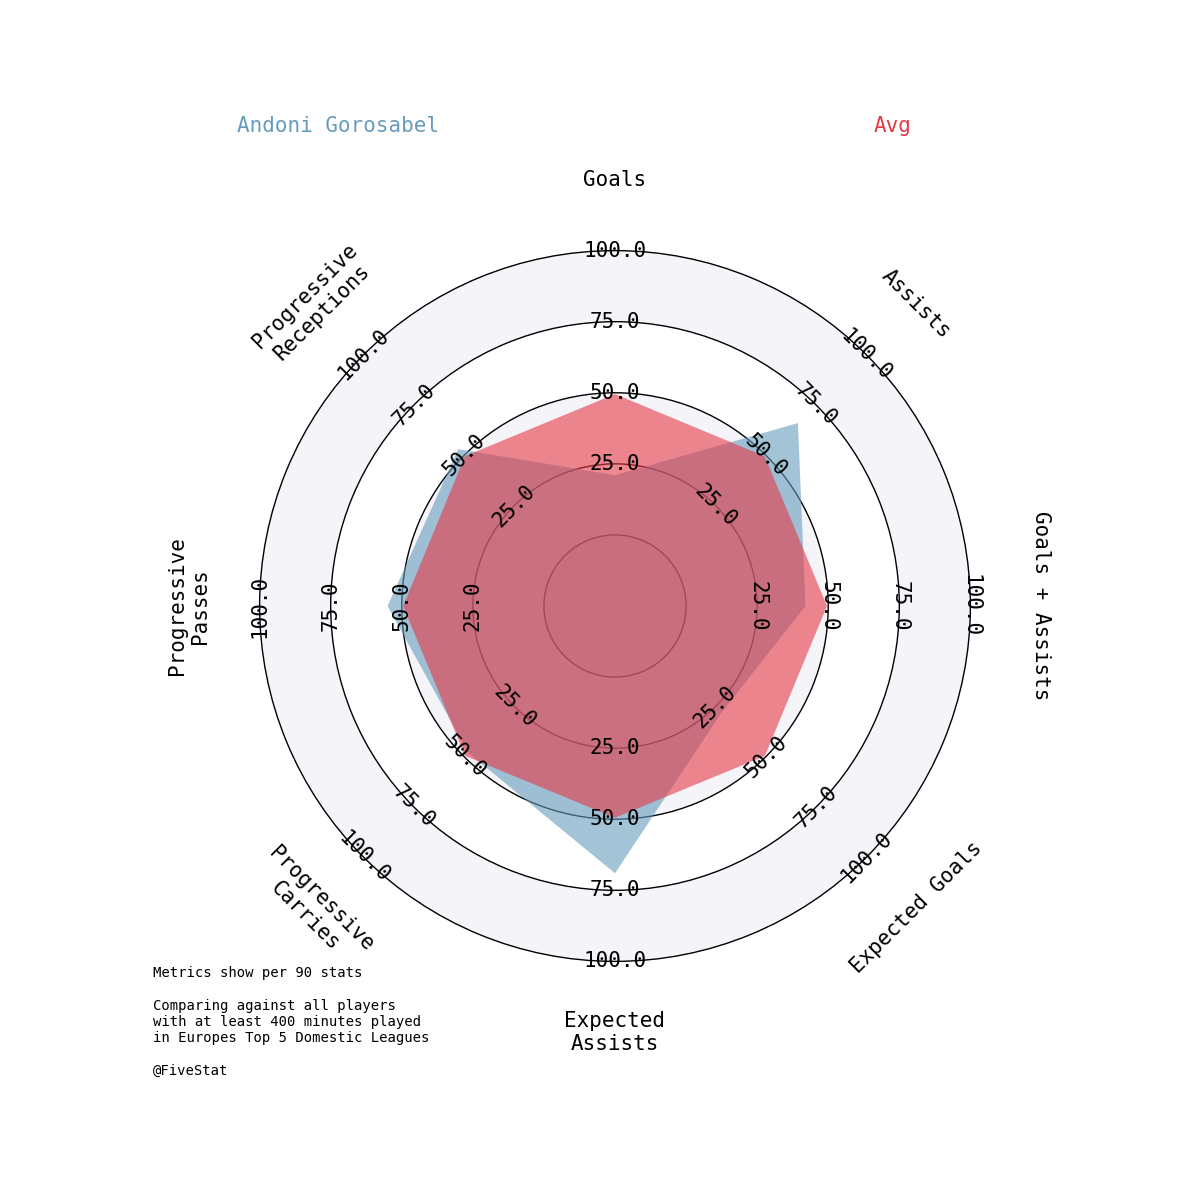 Andoni Gorosabel
Avg
Goals
Assists
Goals + Assists
Expected Goals
Expected
Assists
Progressive
Carries
Progressive
Passes
Progressive
Receptions
25.0
50.0
75.0
100.0
25.0
50.0
75.0
100.0
25.0
50.0
75.0
100.0
25.0
50.0
75.0
100.0
25.0
50.0
75.0
100.0
25.0
50.0
75.0
100.0
25.0
50.0
75.0
100.0
25.0
50.0
75.0
100.0
Metrics show per 90 stats
Comparing against all players
with at least 400 minutes played
in Europes Top 5 Domestic Leagues
@FiveStat